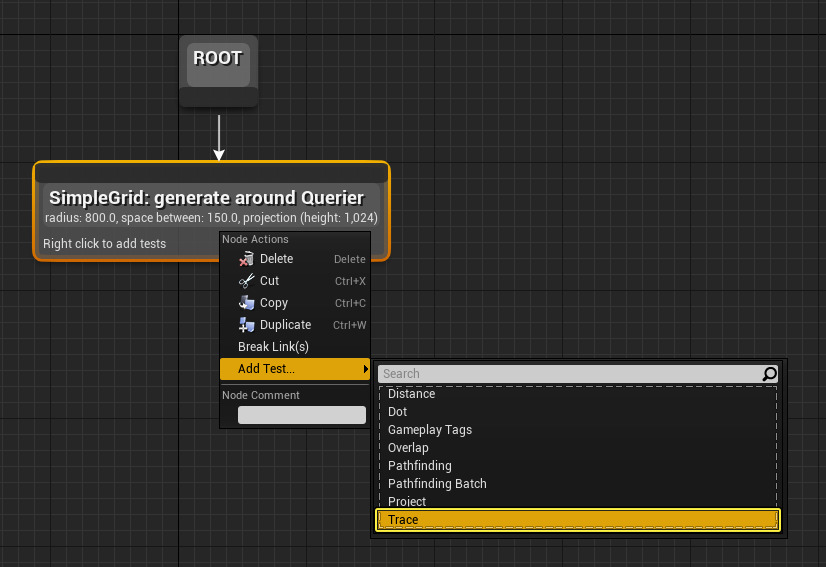 ROOT
SimpleGrid: generate around Querier
radius: 800.0, space between: 150.0, projection (height: 1,024)
Right click to add tests
Node Actions
Delete Delete
Cut Ctrl+X
Copy Ctrl+C
Duplicate Ctrl+W
Break Link(s)
Add Test...
Node Comment
Search
Distance
Dot
Gameplay Tags
Overlap
Pathfinding
Pathfinding Batch
Project
Trace